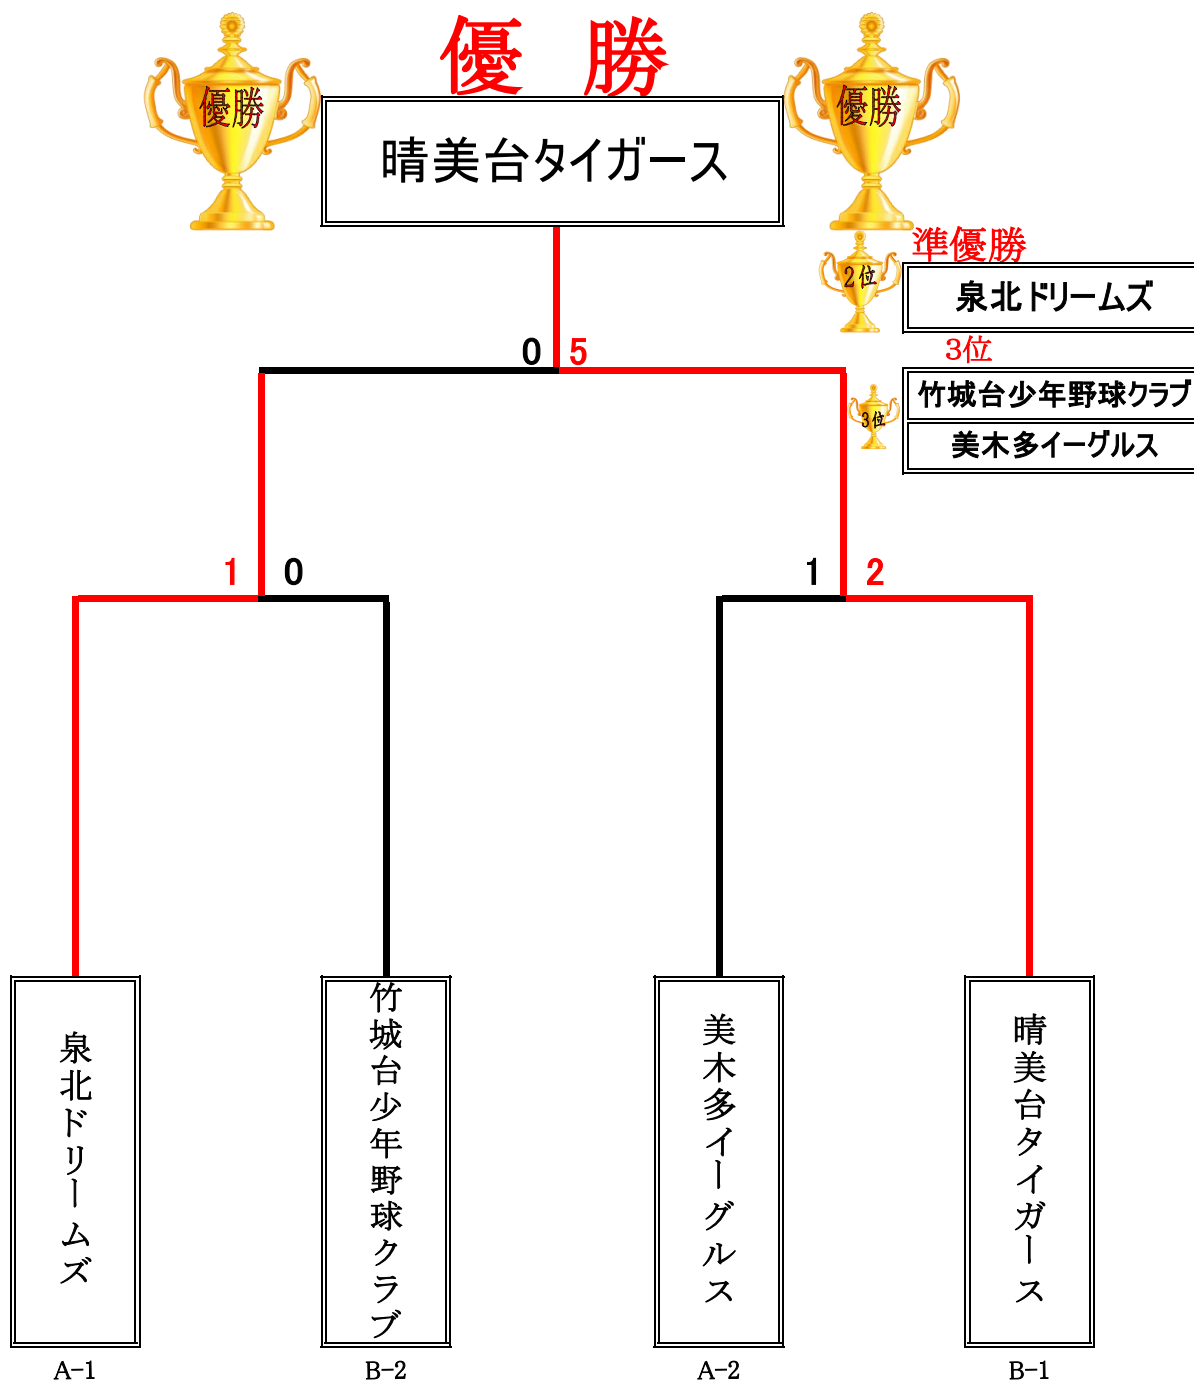 優　勝
優勝
優勝
晴美台タイガース
準優勝
2位
泉北ドリームズ
3位
3位
竹城台少年野球クラブ
美木多イーグルス
0 5
1 0
1 2
泉北ドリームズ
竹城台少年野球クラブ
美木多イーグルス
晴美台タイガース
A-1
B-2
A-2
B-1